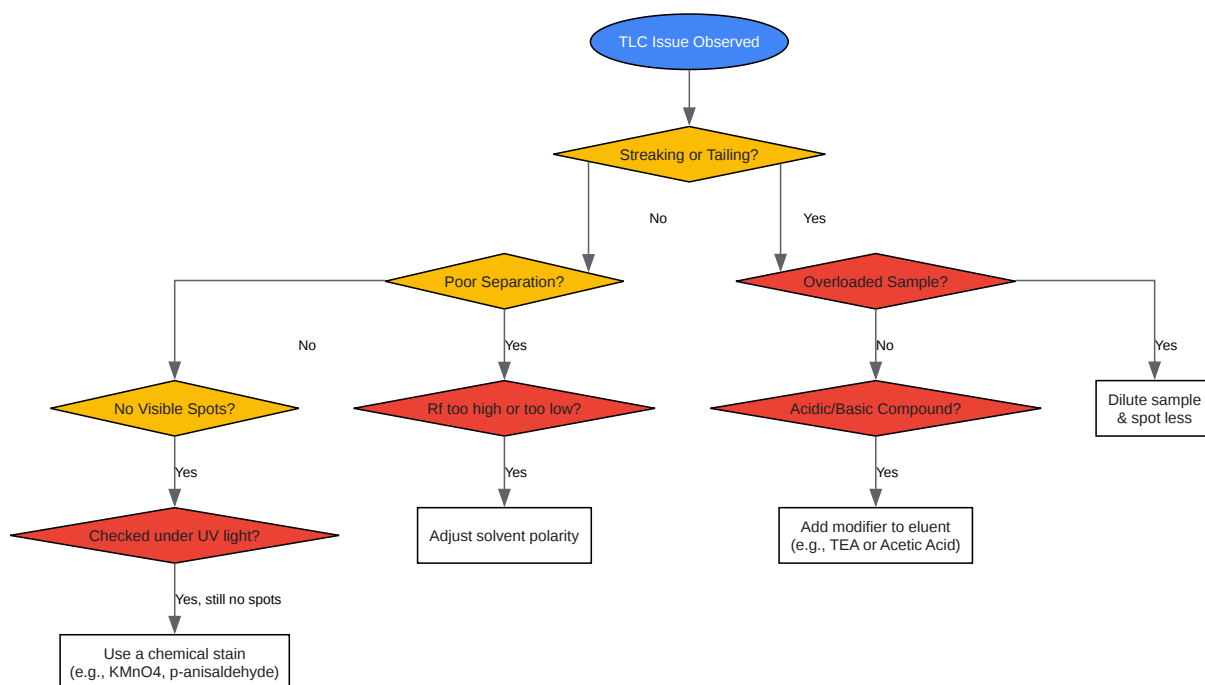 TLC Issue Observed
Streaking or Tailing?
No
Yes
Poor Separation?
Overloaded Sample?
No
Yes
No
Yes
No Visible Spots?
Rf too high or too low?
Acidic/Basic Compound?
Dilute sample
& spot less
Yes
Yes
Yes
Checked under UV light?
Adjust solvent polarity
Add modifier to eluent
(e.g., TEA or Acetic Acid)
Yes, still no spots
Use a chemical stain
(e.g., KMnO4, p-anisaldehyde)